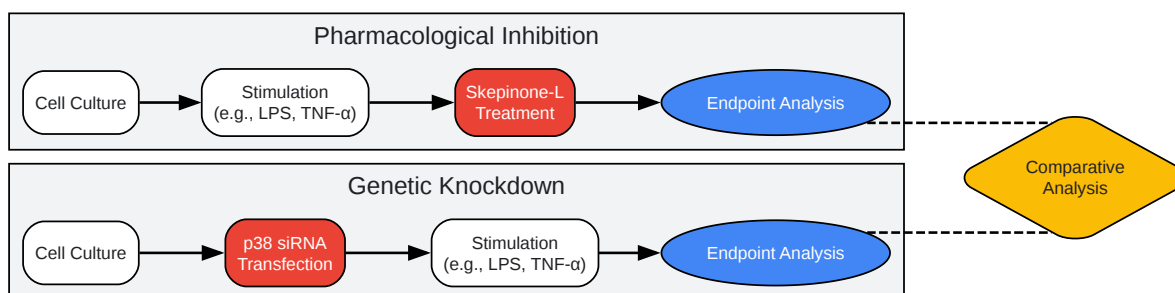 Pharmacological Inhibition
Cell Culture
Stimulation
(e.g., LPS, TNF-α)
Skepinone-L
Treatment
Endpoint Analysis
Comparative
Analysis
Genetic Knockdown
Cell Culture
p38 siRNA
Transfection
Stimulation
(e.g., LPS, TNF-α)
Endpoint Analysis